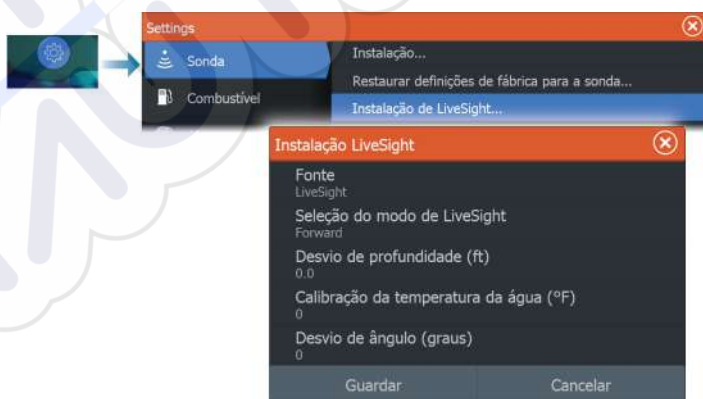 Settings
Sonda
Combustível
Instalação...
Restaurar definições de fábrica para a sonda...
Instalação de LiveSight...
Instalação LiveSight
Fonte
LiveSight
Seleção do modo de LiveSight
Forward
Desvio de profundidade (ft)
0.0
Calibração da temperatura da água (°F)
0
Desvio de ângulo (graus)
0
Guardar
Cancelar